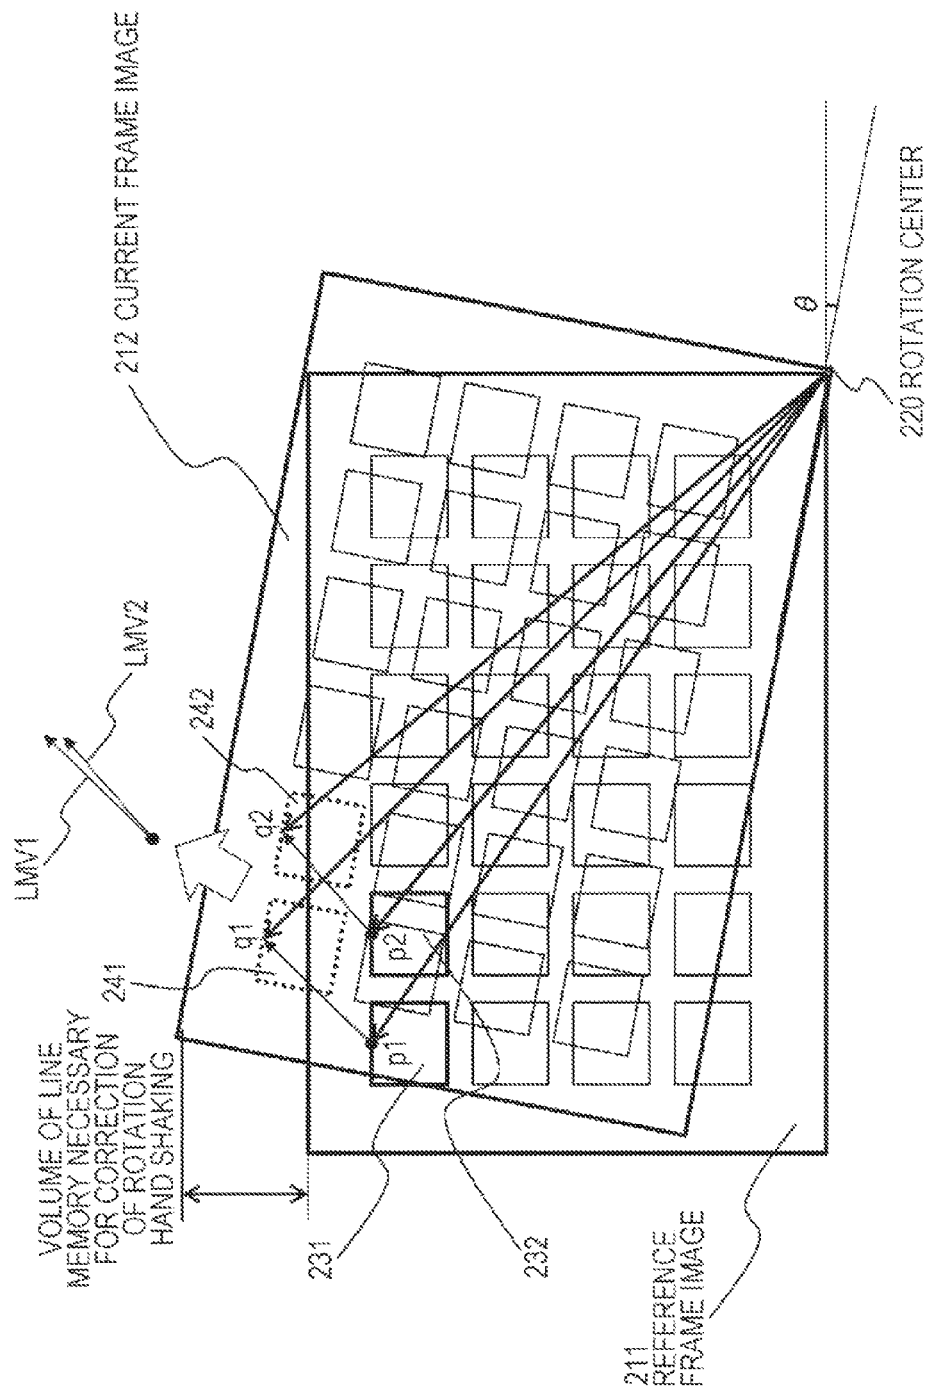 VOLUME OF LINE
MEMORY NECESSARY
FOR CORRECTION
OF ROTATION
HAND SHAKING
LMV1
LMV2
212 CURRENT FRAME IMAGE
241
q1
q2
242
231
p1
p2
232
θ
211
REFERENCE
FRAME IMAGE
220 ROTATION CENTER